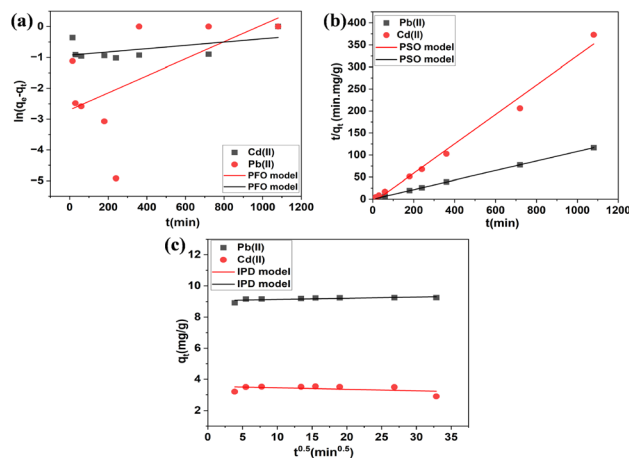 (a)
0
-1
-2
-3
-4
-5
ln(qe-qt)
0 200 400 600 800 1000 1200
t(min)
Cd(II)
Pb(II)
PFO model
PFO model
(b)
400
350
300
250
200
150
100
50
0
t/qt (min.mg/g)
0 200 400 600 800 1000 1200
t(min)
Pb(II)
Cd(II)
PSO model
PSO model
(c)
10
8
6
4
2
qt(mg/g)
0 5 10 15 20 25 30 35
t0.5(min0.5)
Pb(II)
Cd(II)
IPD model
IPD model